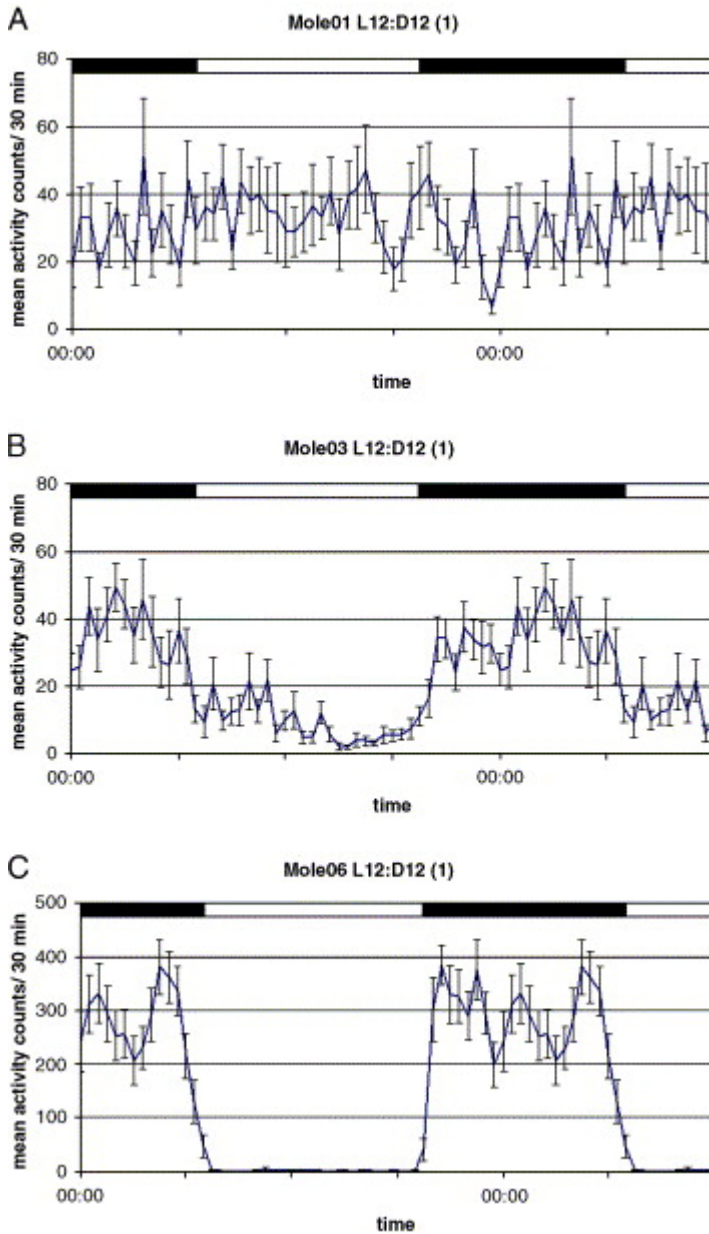 A
Mole01 L12:D12 (1)
mean activity counts/ 30 min
80
60
40
20
0
00:00
00:00
time
B
Mole03 L12:D12 (1)
mean activity counts/ 30 min
80
60
40
20
0
00:00
00:00
time
C
Mole06 L12:D12 (1)
mean activity counts/ 30 min
500
400
300
200
100
0
00:00
00:00
time